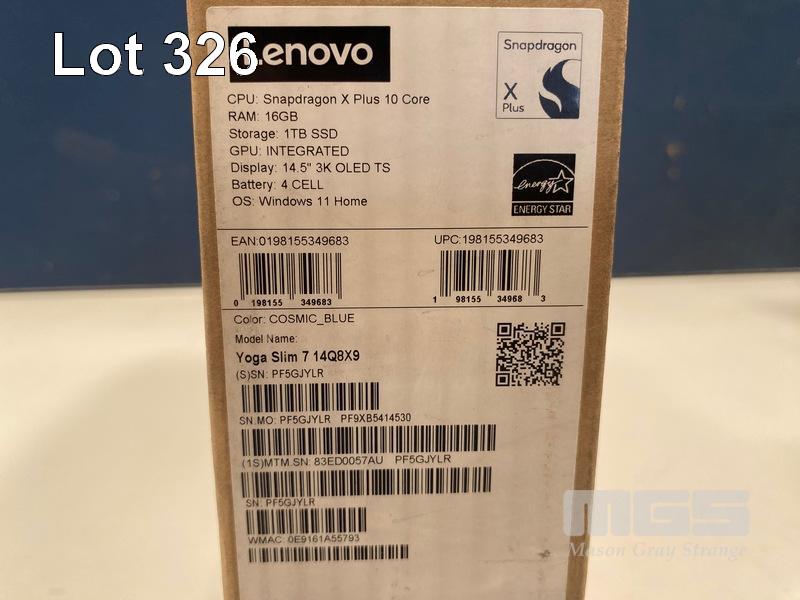 Lot 326
Lenovo
Snapdragon
X
Plus
CPU: Snapdragon X Plus 10 Core
RAM: 16GB
Storage: 1TB SSD
GPU: INTEGRATED
Display: 14.5" 3K OLED TS
Battery: 4 CELL
OS: Windows 11 Home
energy
ENERGY STAR
EAN:0198155349683
UPC:198155349683
0 198155 349683
1 98155 34968 3
Color: COSMIC_BLUE
Model Name:
Yoga Slim 7 14Q8X9
(S)SN: PF5GJYLR
SN.MO: PF5GJYLR PF9XB5414530
(1S)MTM.SN: 83ED0057AU PF5GJYLR
SN: PF5GJYLR
WMAC: 0E9161A55793
MGS
Mason Gray Strange